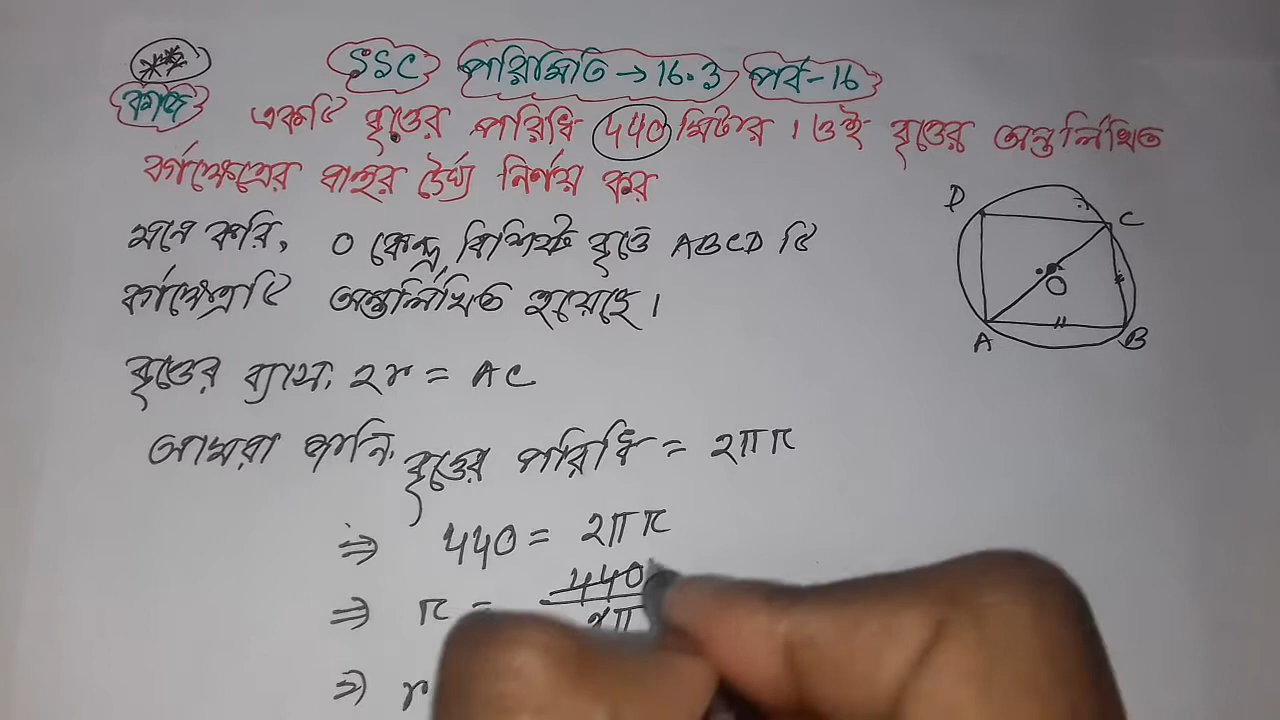 SSC পরিমিতি → 16.3 পর্ব - 16
কাজ একটি বৃত্তের পরিধি 440 মিটার। ওই বৃত্তের অন্তর্লিখিত
বর্গক্ষেত্রের বাহুর দৈর্ঘ্য নির্ণয় কর
D
C
O
A
B
মনে করি, O কেন্দ্র বিশিষ্ট বৃত্তে ABCD টি
বর্গক্ষেত্রটি অন্তর্লিখিত হয়েছে।
বৃত্তের ব্যাস, 2r = AC
আমরা জানি, বৃত্তের পরিধি = 2πr
⇒ 440 = 2πr
⇒ r = 440/2π
⇒ r